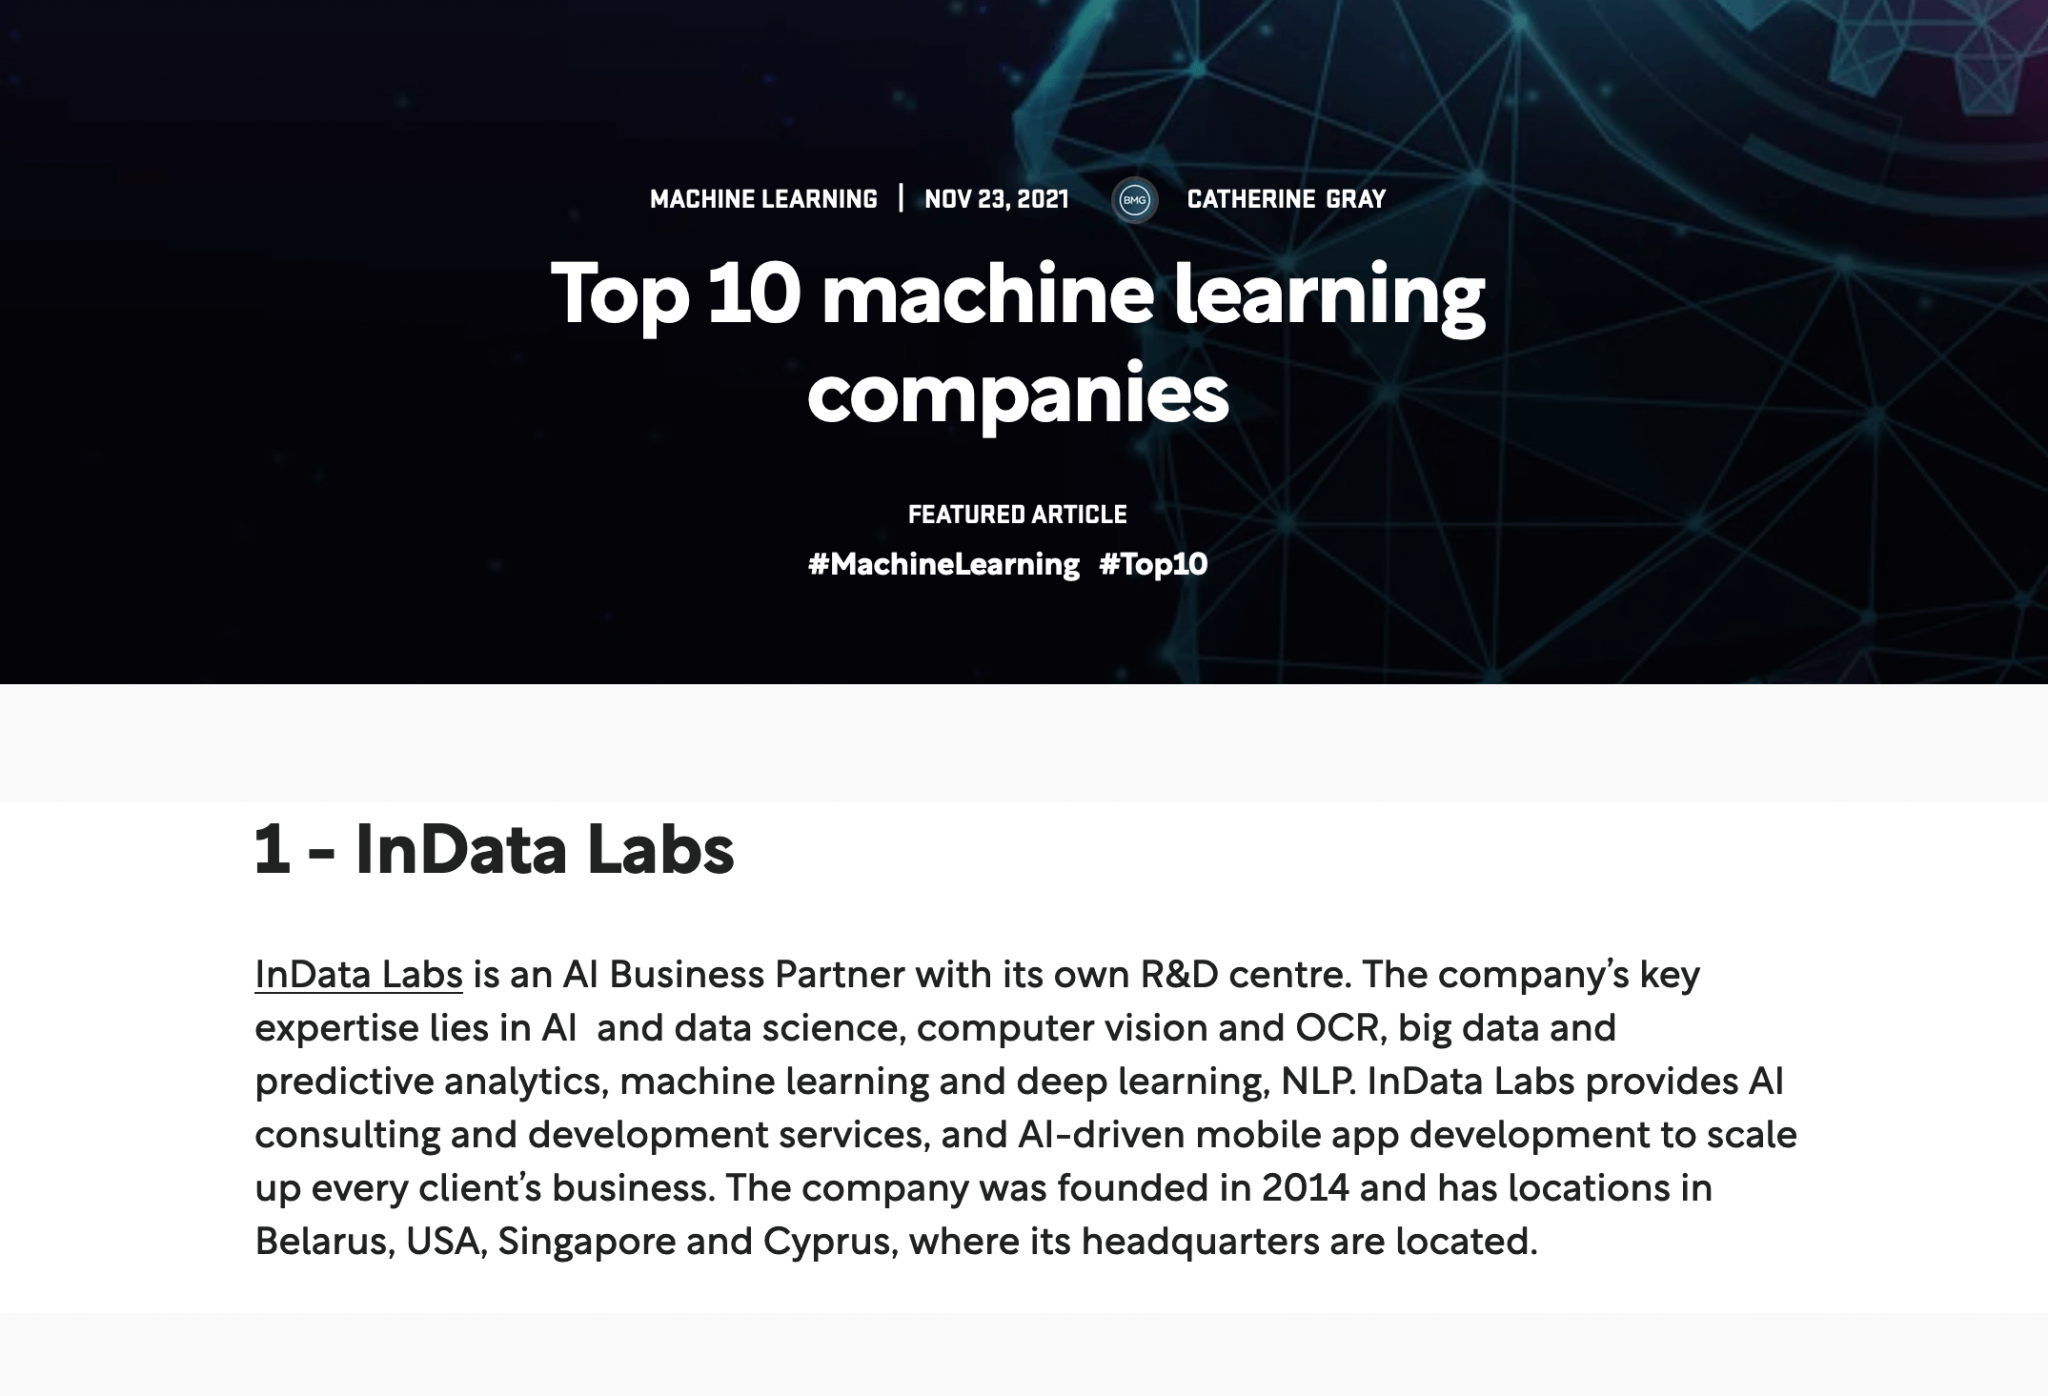 MACHINE LEARNING | NOV 23, 2021 BMG CATHERINE GRAY
Top 10 machine learning
companies
FEATURED ARTICLE
#MachineLearning #Top10
1 - InData Labs
InData Labs is an AI Business Partner with its own R&D centre. The company’s key
expertise lies in AI  and data science, computer vision and OCR, big data and
predictive analytics, machine learning and deep learning, NLP. InData Labs provides AI
consulting and development services, and AI-driven mobile app development to scale
up every client’s business. The company was founded in 2014 and has locations in
Belarus, USA, Singapore and Cyprus, where its headquarters are located.